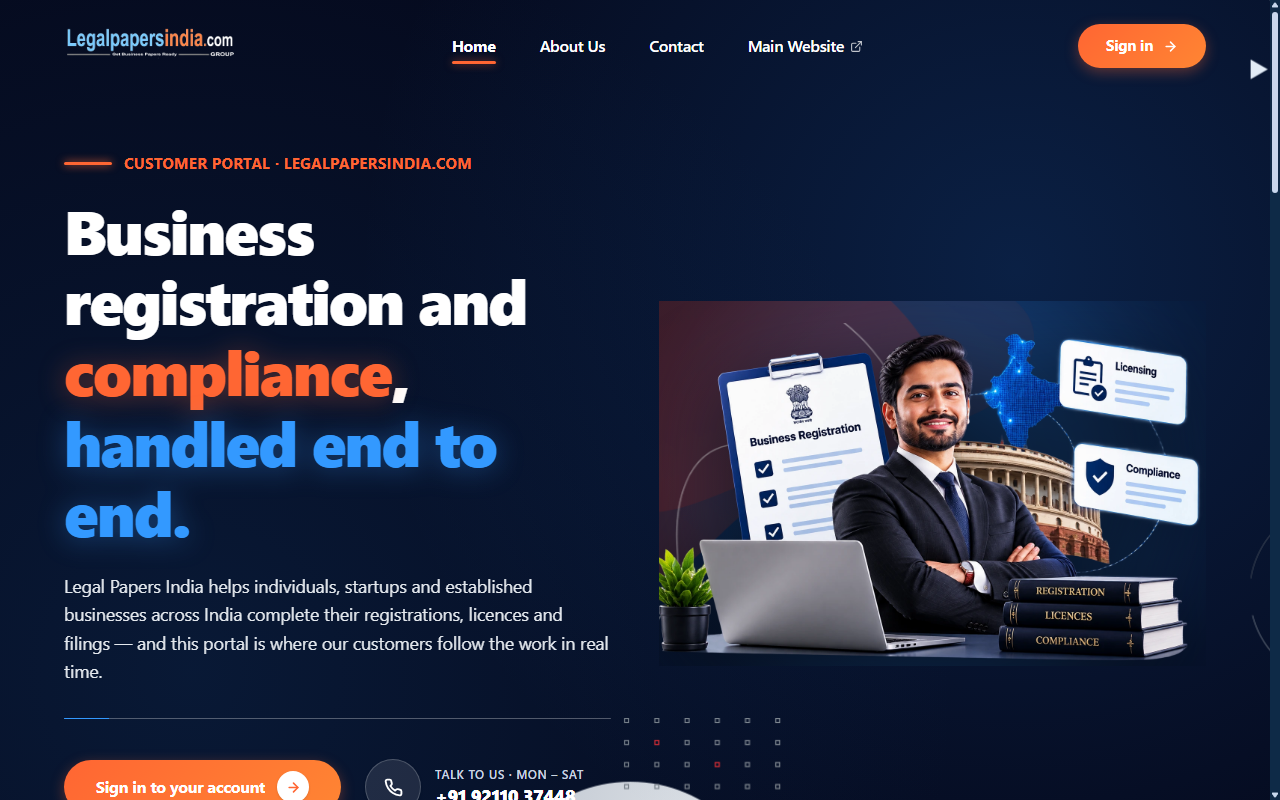 Legalpapersindia.com
Get Business Papers Ready GROUP
Home
About Us
Contact
Main Website
Sign in
CUSTOMER PORTAL · LEGALPAPERSINDIA.COM
Business
registration and
compliance,
handled end to
end.
Legal Papers India helps individuals, startups and established
businesses across India complete their registrations, licences and
filings — and this portal is where our customers follow the work in real
time.
Business Registration
Licensing
Compliance
REGISTRATION
LICENCES
COMPLIANCE
Sign in to your account
TALK TO US · MON – SAT
+91 92110 37448